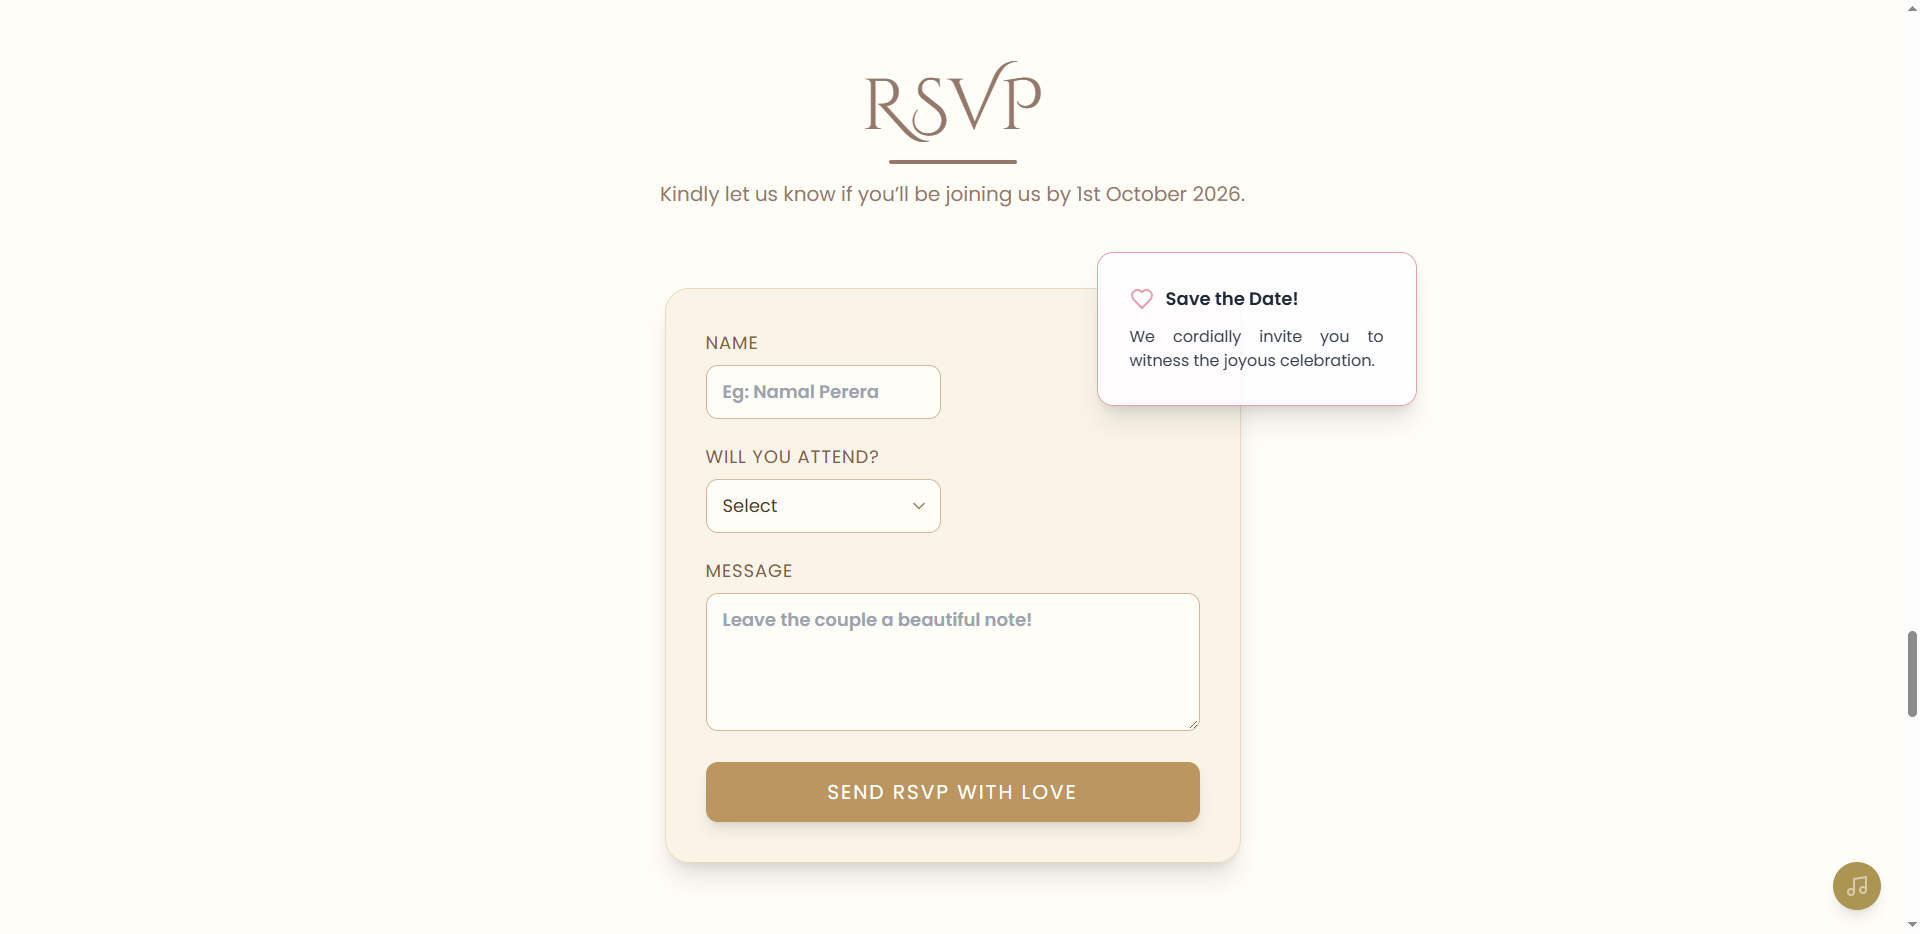 RSVP
Kindly let us know if you’ll be joining us by 1st October 2026.
Save the Date!
We cordially invite you to
witness the joyous celebration.
NAME
Eg: Namal Perera
WILL YOU ATTEND?
Select
MESSAGE
Leave the couple a beautiful note!
SEND RSVP WITH LOVE